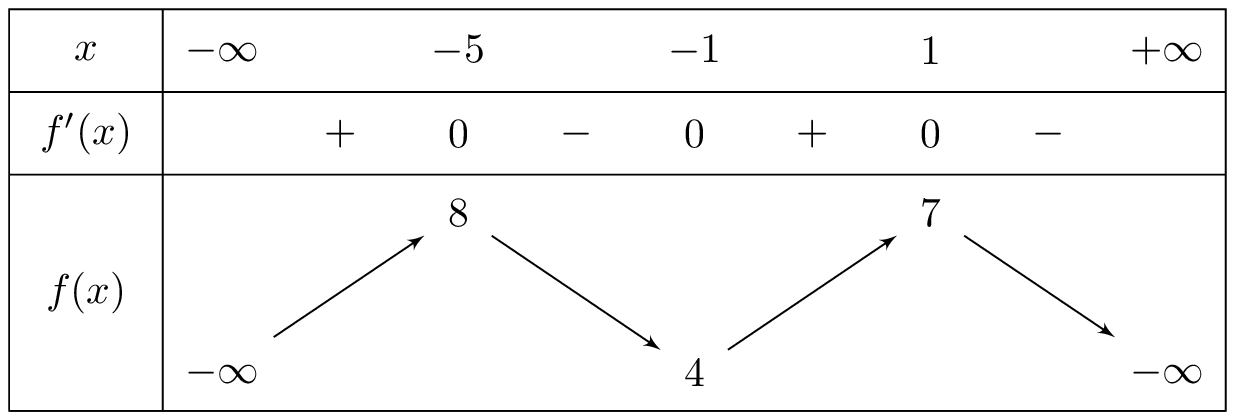 x −∞ −5 −1 1 +∞
f′(x) + 0 − 0 + 0 −
8 7
f(x)
−∞ 4 −∞